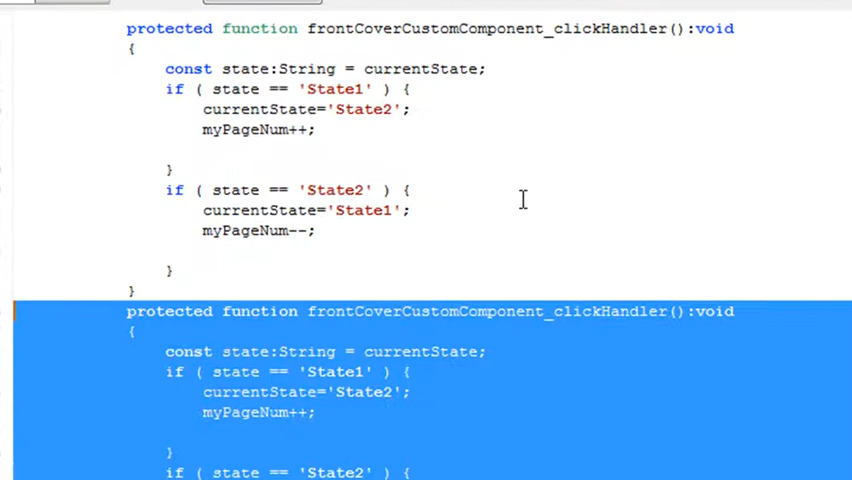 protected function frontCoverCustomComponent_clickHandler():void
{
const state:String = currentState;
if ( state == 'State1' ) {
currentState='State2';
myPageNum++;
}
if ( state == 'State2' ) {
currentState='State1';
myPageNum--;
}
}
protected function frontCoverCustomComponent_clickHandler():void
{
const state:String = currentState;
if ( state == 'State1' ) {
currentState='State2';
myPageNum++;
}
if ( state == 'State2' ) {